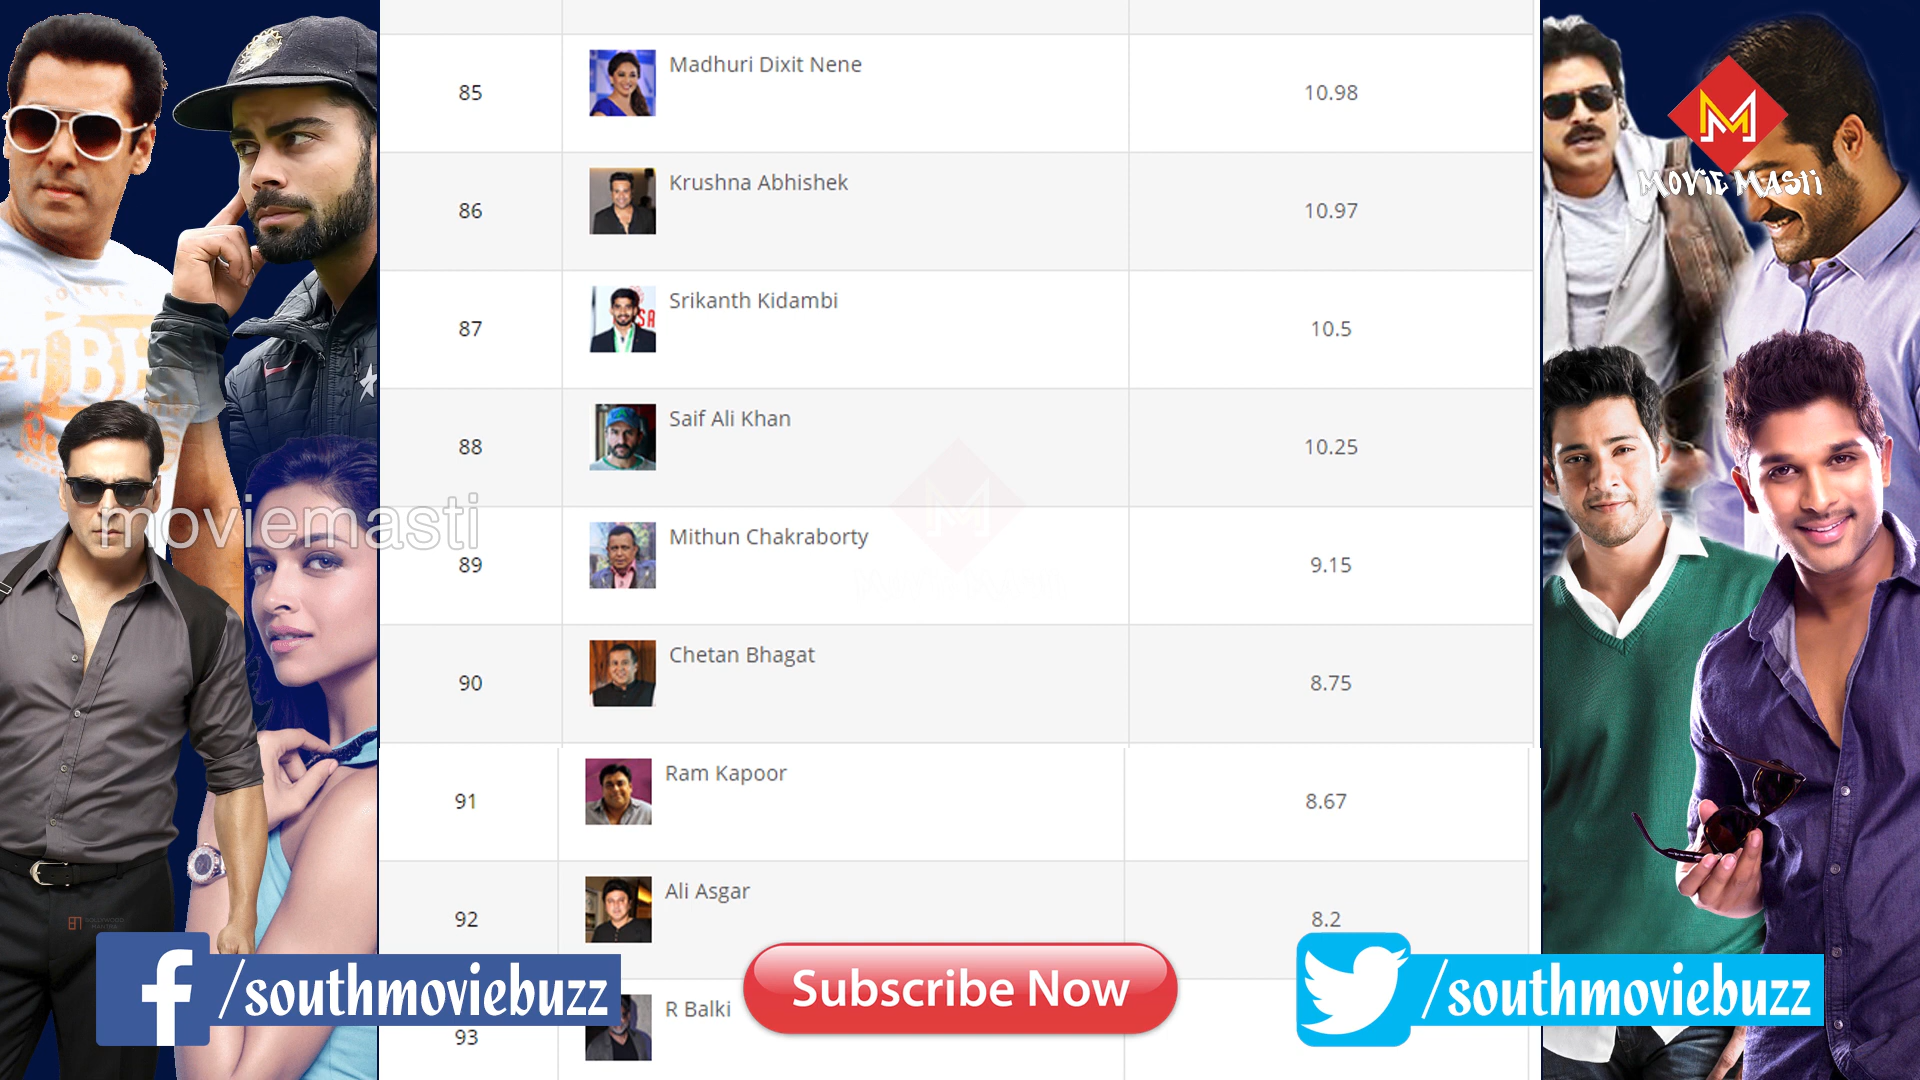 85 Madhuri Dixit Nene 10.98
86 Krushna Abhishek 10.97
87 Srikanth Kidambi 10.5
88 Saif Ali Khan 10.25
89 Mithun Chakraborty 9.15
90 Chetan Bhagat 8.75
91 Ram Kapoor 8.67
92 Ali Asgar 8.2
93 R Balki
moviemasti
M
MOViE MASTi
/southmoviebuzz
Subscribe Now
/southmoviebuzz